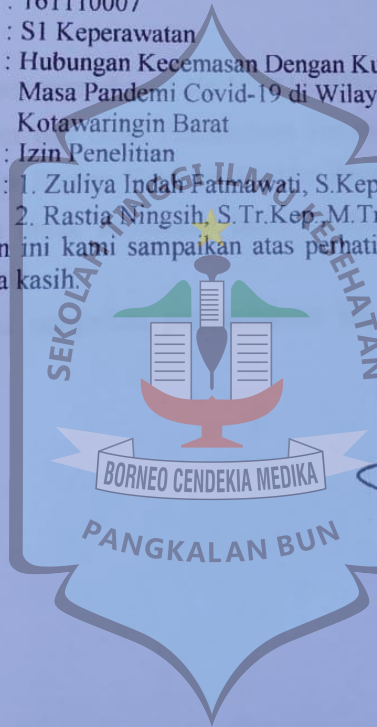 : 161110007
: S1 Keperawatan
: Hubungan Kecemasan Dengan Ku
Masa Pandemi Covid-19 di Wilay
Kotawaringin Barat
: Izin Penelitian
: 1. Zuliya Indah Fatmawati, S.Kep
2. Rastia Ningsih, S.Tr.Kep.,M.Tr
n ini kami sampaikan atas perhati
a kasih.
SEKOLAH TINGGI ILMU KESEHATAN
BORNEO CENDEKIA MEDIKA
PANGKALAN BUN